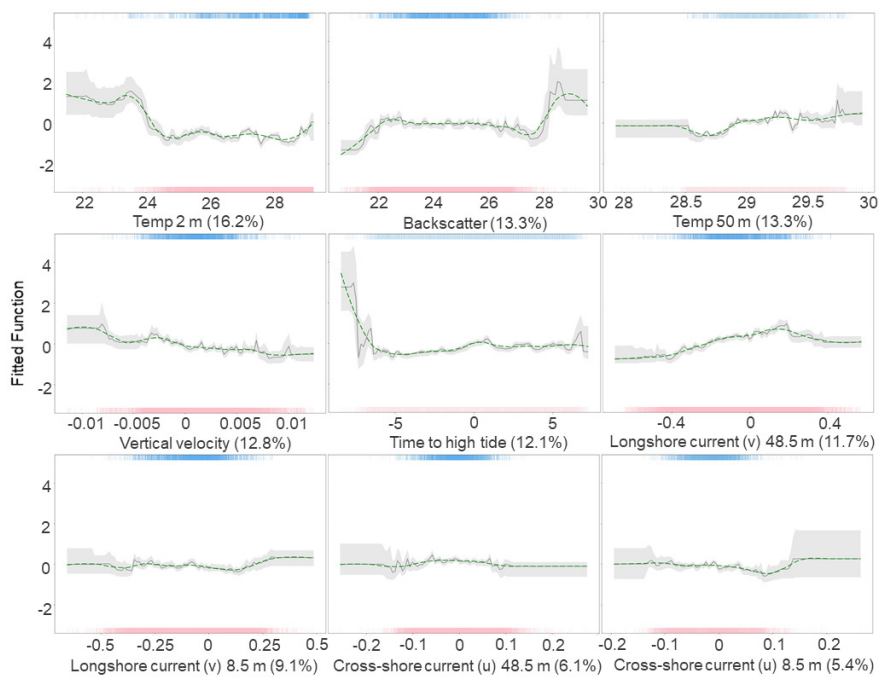 4
2
0
-2
22 24 26 28
Temp 2 m (16.2%)
22 24 26 28 30
Backscatter (13.3%)
28 28.5 29 29.5 30
Temp 50 m (13.3%)
Fitted Function
4
2
0
-2
-0.01 -0.005 0 0.005 0.01
Vertical velocity (12.8%)
-5 0 5
Time to high tide (12.1%)
-0.4 0 0.4
Longshore current (v) 48.5 m (11.7%)
4
2
0
-2
-0.5 -0.25 0 0.25 0.5
Longshore current (v) 8.5 m (9.1%)
-0.2 -0.1 0 0.1 0.2
Cross-shore current (u) 48.5 m (6.1%)
-0.2 -0.1 0 0.1 0.2
Cross-shore current (u) 8.5 m (5.4%)